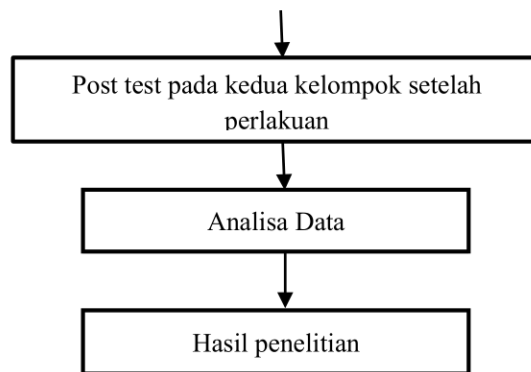 Post test pada kedua kelompok setelah
perlakuan
Analisa Data
Hasil penelitian